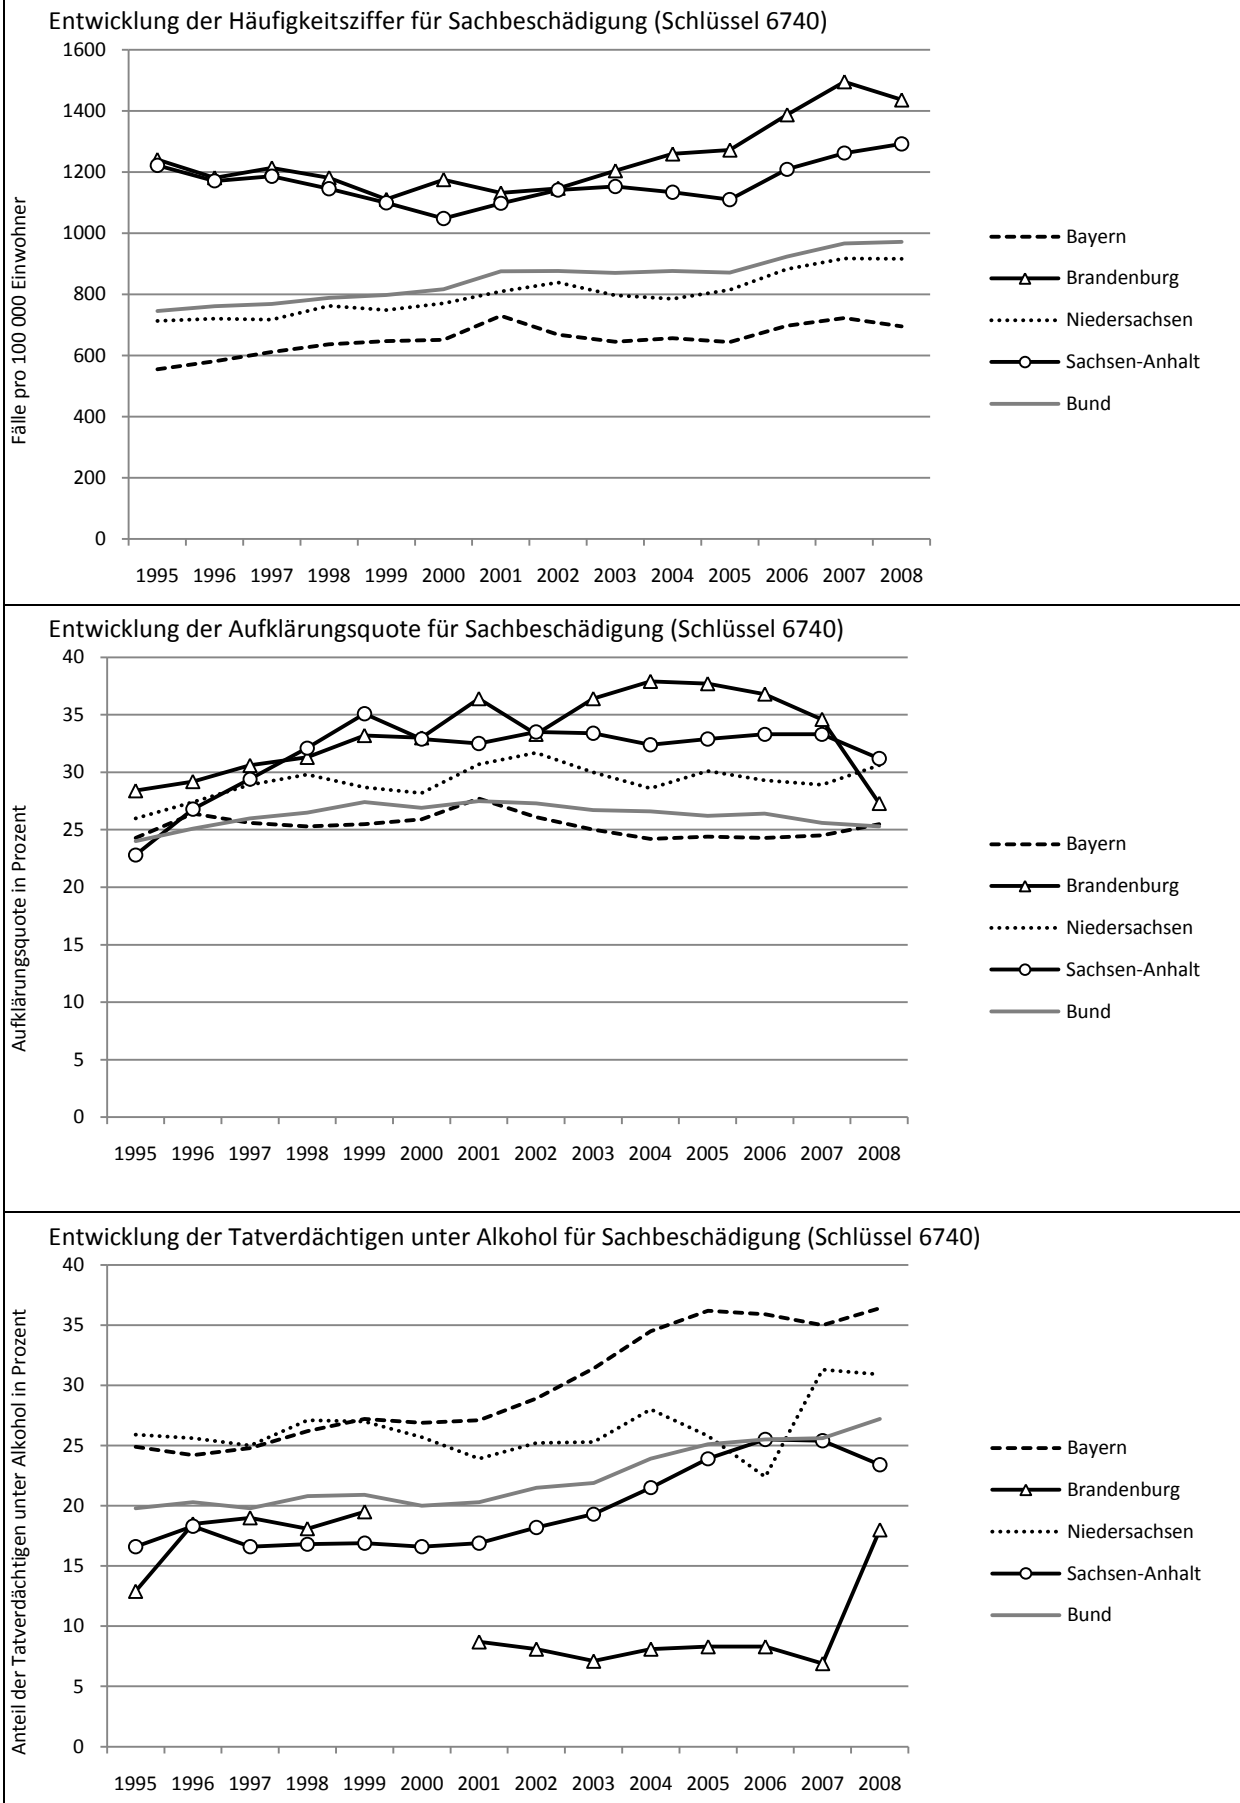 Entwicklung der Häufigkeitsziffer für Sachbeschädigung (Schlüssel 6740)
Fälle pro 100 000 Einwohner
1600
1400
1200
1000
800
600
400
200
0
1995 1996 1997 1998 1999 2000 2001 2002 2003 2004 2005 2006 2007 2008
Bayern
Brandenburg
Niedersachsen
Sachsen-Anhalt
Bund
Entwicklung der Aufklärungsquote für Sachbeschädigung (Schlüssel 6740)
Aufklärungsquote in Prozent
40
35
30
25
20
15
10
5
0
1995 1996 1997 1998 1999 2000 2001 2002 2003 2004 2005 2006 2007 2008
Bayern
Brandenburg
Niedersachsen
Sachsen-Anhalt
Bund
Entwicklung der Tatverdächtigen unter Alkohol für Sachbeschädigung (Schlüssel 6740)
Anteil der Tatverdächtigen unter Alkohol in Prozent
40
35
30
25
20
15
10
5
0
1995 1996 1997 1998 1999 2000 2001 2002 2003 2004 2005 2006 2007 2008
Bayern
Brandenburg
Niedersachsen
Sachsen-Anhalt
Bund